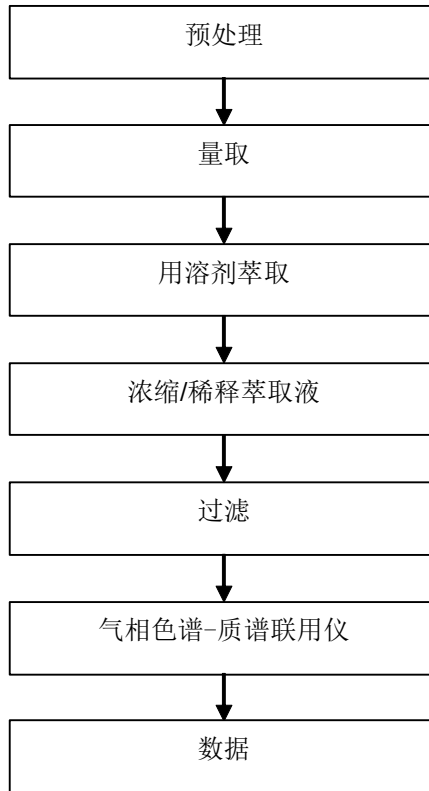 预处理
量取
用溶剂萃取
浓缩/稀释萃取液
过滤
气相色谱-质谱联用仪
数据